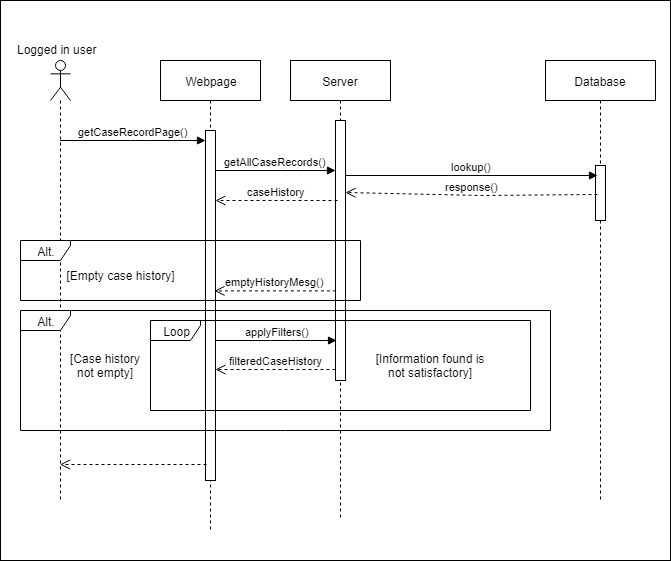 Logged in user
Webpage
Server
Database
getCaseRecordPage()
getAllCaseRecords()
lookup()
response()
caseHistory
Alt.
[Empty case history]
emptyHistoryMesg()
Alt.
Loop
applyFilters()
[Case history
not empty]
filteredCaseHistory
[Information found is
not satisfactory]